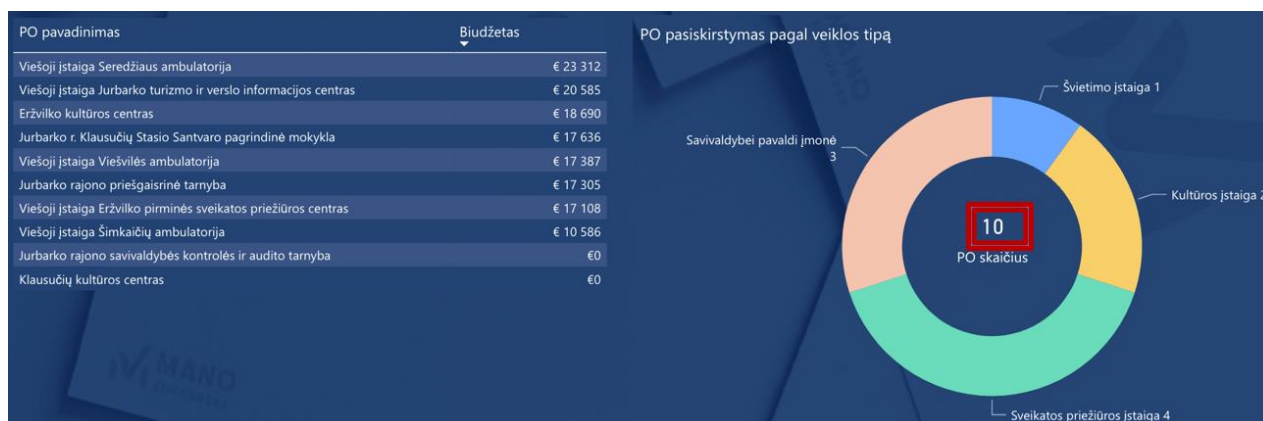 PO pavadinimas Biudžetas
Viešoji įstaiga Seredžiaus ambulatorija € 23 312
Viešoji įstaiga Jurbarko turizmo ir verslo informacijos centras € 20 585
Eržvilko kultūros centras € 18 690
Jurbarko r. Klausučių Stasio Santvaro pagrindinė mokykla € 17 636
Viešoji įstaiga Viešvilės ambulatorija € 17 387
Jurbarko rajono priešgaisrinė tarnyba € 17 305
Viešoji įstaiga Eržvilko pirminės sveikatos priežiūros centras € 17 108
Viešoji įstaiga Šimkaičių ambulatorija € 10 586
Jurbarko rajono savivaldybės kontrolės ir audito tarnyba €0
Klausučių kultūros centras €0
MANO
PO pasiskirstymas pagal veiklos tipą
Švietimo įstaiga 1
Savivaldybei pavaldi įmonė
3
Kultūros įstaiga 2
10
PO skaičius
Sveikatos priežiūros įstaiga 4